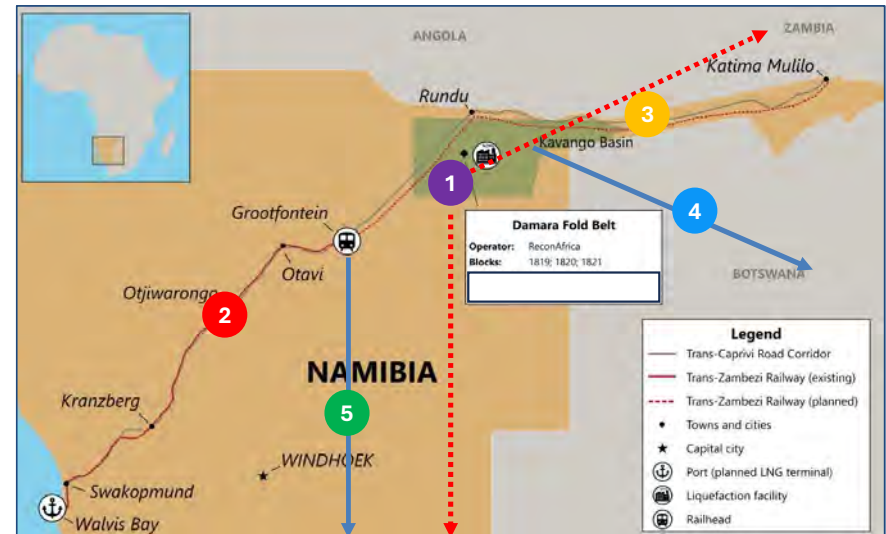 ANGOLA
ZAMBIA
Katima Mulilo
Rundu
3
Kavango Basin
1
4
Grootfontein
Damara Fold Belt
Operator: ReconAfrica
Blocks: 1819; 1820; 1821
Otavi
BOTSWANA
Otjiwarongo
2
NAMIBIA
5
Kranzberg
WINDHOEK
Swakopmund
Walvis Bay
Legend
Trans-Caprivi Road Corridor
Trans-Zambezi Railway (existing)
Trans-Zambezi Railway (planned)
Towns and cities
Capital city
Port (planned LNG terminal)
Liquefaction facility
Railhead